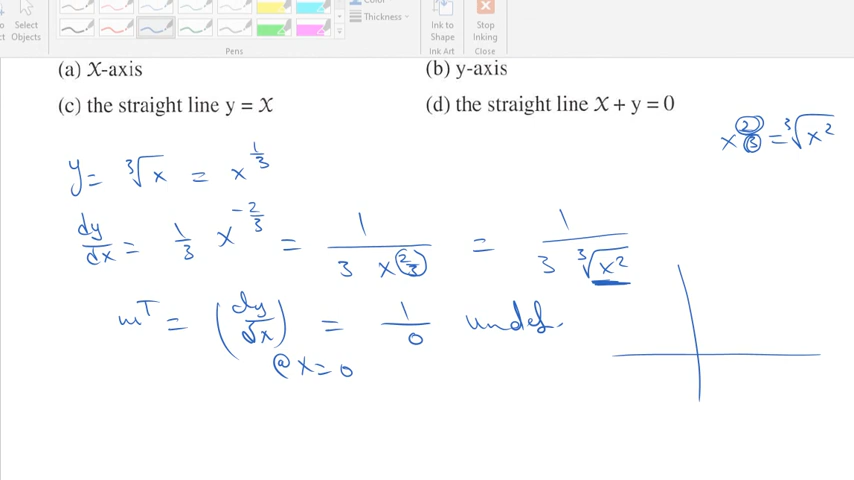 Select Objects
Color
Thickness
Ink to Shape
Stop Inking
Pens
Ink Art
Close
(a) X-axis
(b) y-axis
(c) the straight line y = X
(d) the straight line X + y = 0
x^(2/3) = ∛(x²)
y = ∛x = x^(1/3)
dy/dx = 1/3 x^(-2/3) = 1/(3 x^(2/3)) = 1/(3 ∛(x²))
mT = (dy/dx) = 1/0 undef.
@ x = 0